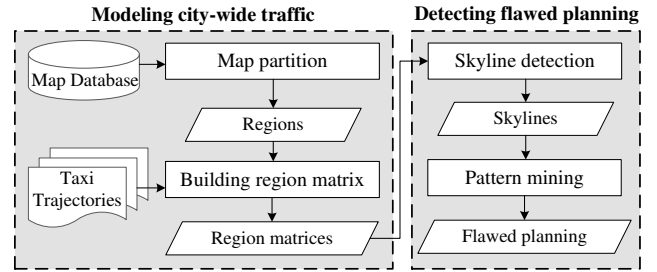 Modeling city-wide traffic
Map Database
Map partition
Regions
Taxi
Trajectories
Building region matrix
Region matrices
Detecting flawed planning
Skyline detection
Skylines
Pattern mining
Flawed planning